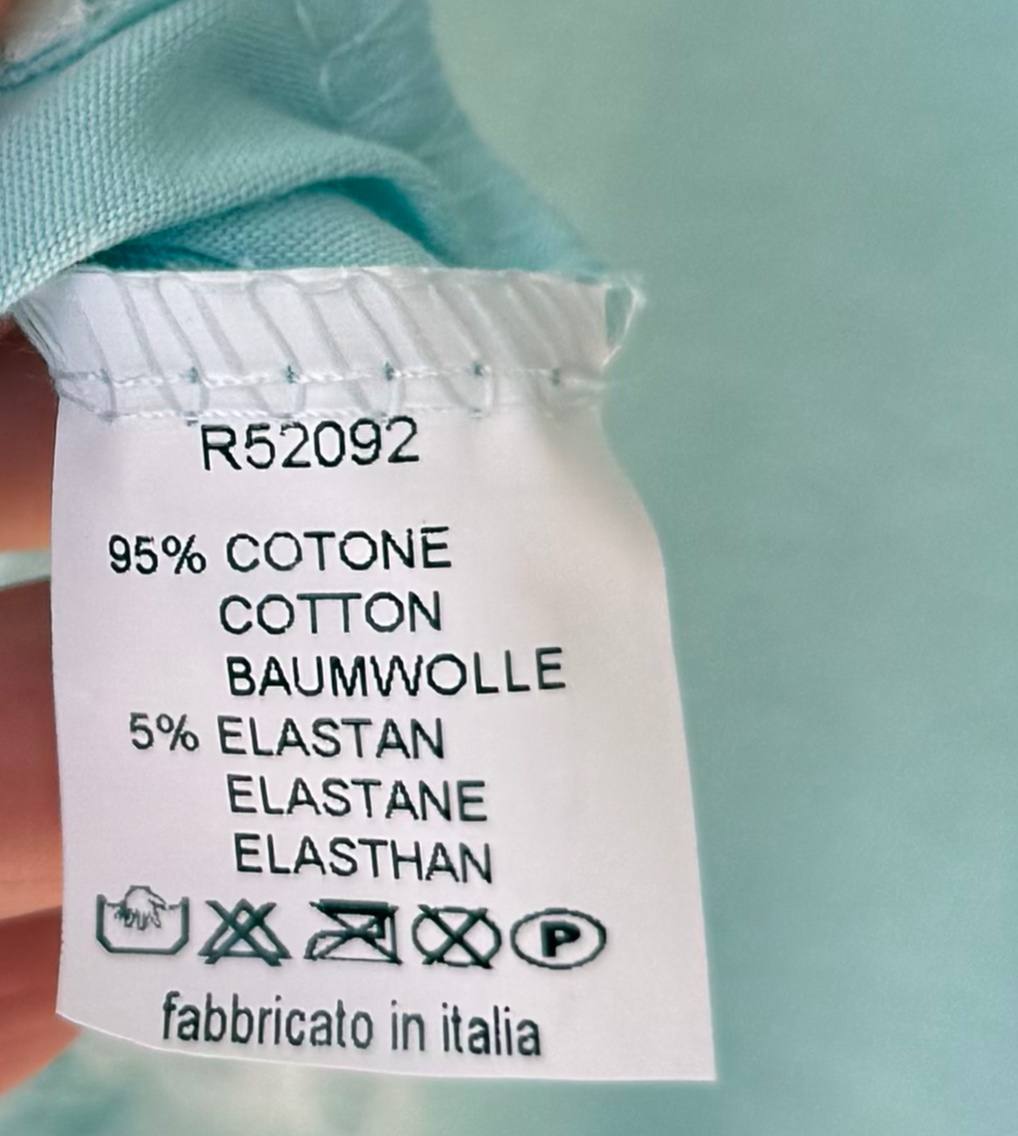 R52092
95% COTONE
COTTON
BAUMWOLLE
5% ELASTAN
ELASTANE
ELASTHAN
P
fabbricato in italia